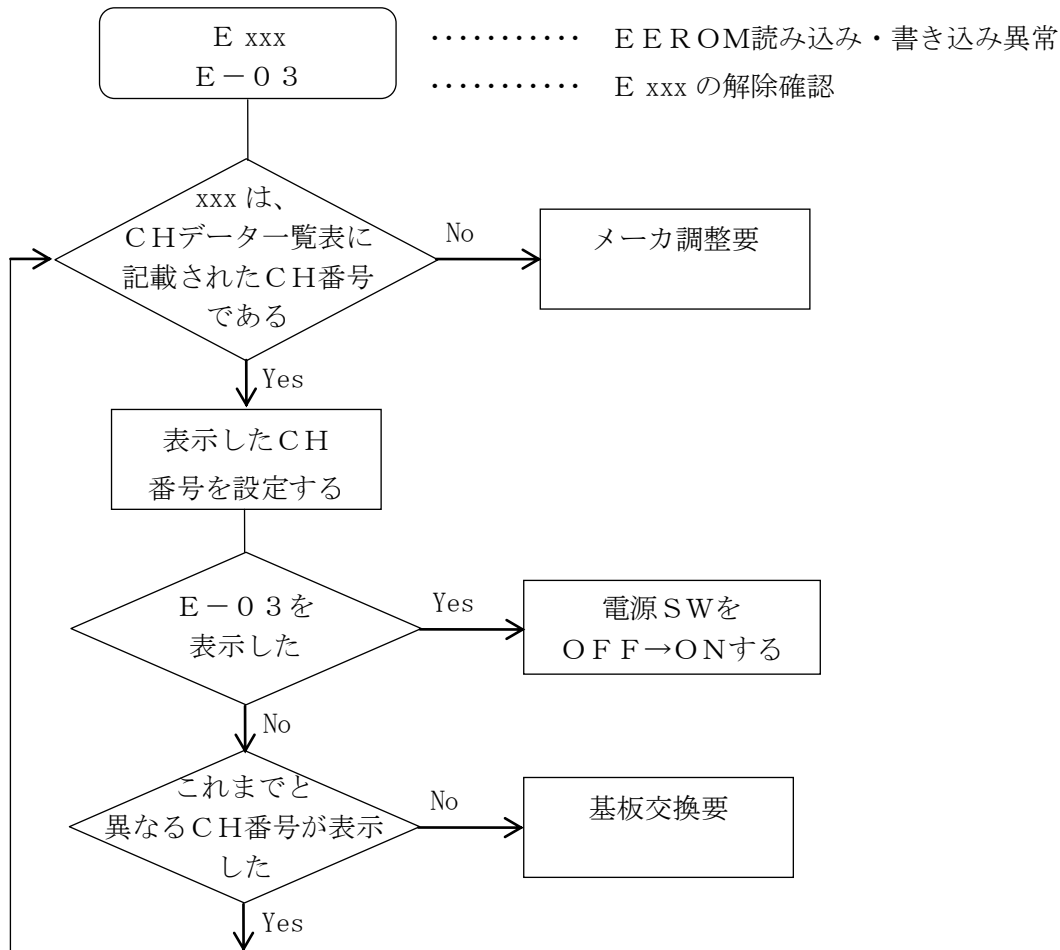 E xxx ・・・・・・・・・・・ ＥＥＲＯＭ読み込み・書き込み異常
Ｅ－０３ ・・・・・・・・・・・ E xxx の解除確認
xxx は、
ＣＨデータ一覧表に
記載されたＣＨ番号
である
No
メーカ調整要
Yes
表示したＣＨ
番号を設定する
Ｅ－０３を
表示した
Yes
電源ＳＷを
ＯＦＦ→ＯＮする
No
これまでと
異なるＣＨ番号が表示
した
No
基板交換要
Yes